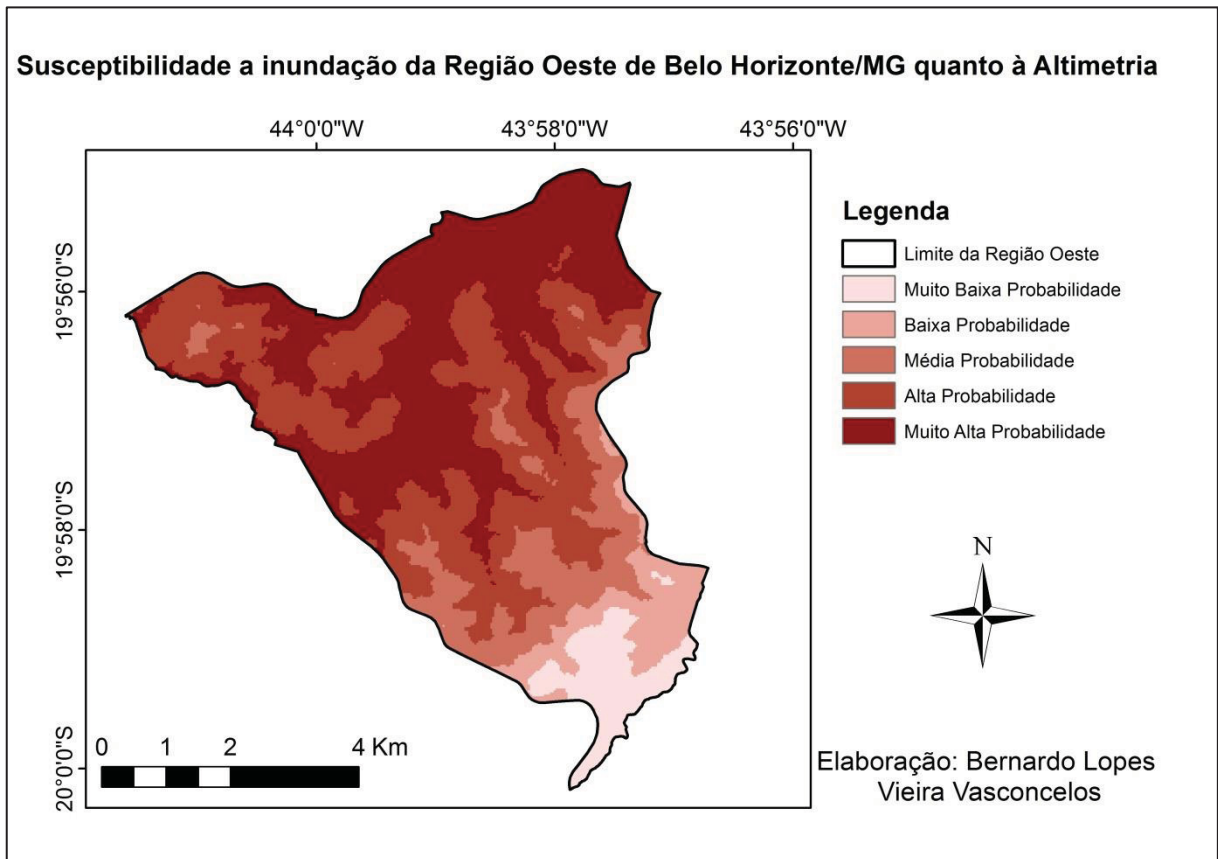 Susceptibilidade a inundação da Região Oeste de Belo Horizonte/MG quanto à Altimetria
44°0'0"W
43°58'0"W
43°56'0"W
19°56'0"S
19°58'0"S
20°0'0"S
Legenda
Limite da Região Oeste
Muito Baixa Probabilidade
Baixa Probabilidade
Média Probabilidade
Alta Probabilidade
Muito Alta Probabilidade
N
0 1 2 4 Km
Elaboração: Bernardo Lopes
Vieira Vasconcelos